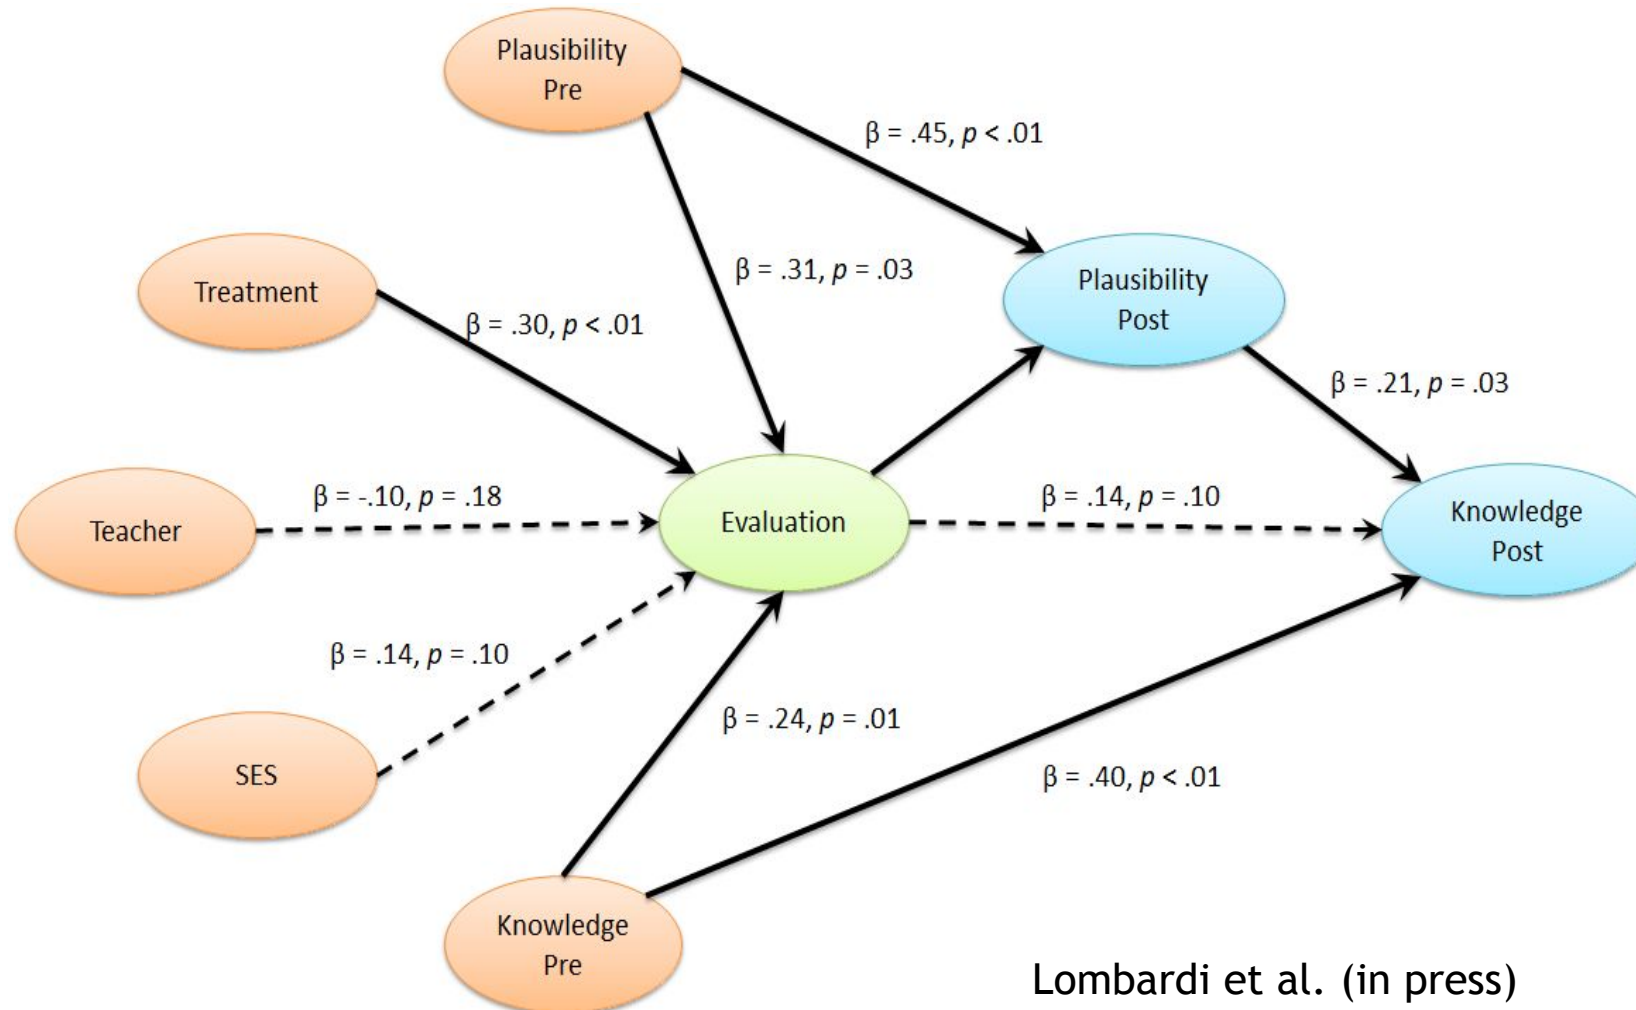 Plausibility
Pre
β = .45, p < .01
β = .31, p = .03
Treatment
β = .30, p < .01
Plausibility
Post
β = .21, p = .03
Teacher
β = -.10, p = .18
Evaluation
β = .14, p = .10
Knowledge
Post
β = .14, p = .10
SES
β = .24, p = .01
β = .40, p < .01
Knowledge
Pre
Lombardi et al. (in press)